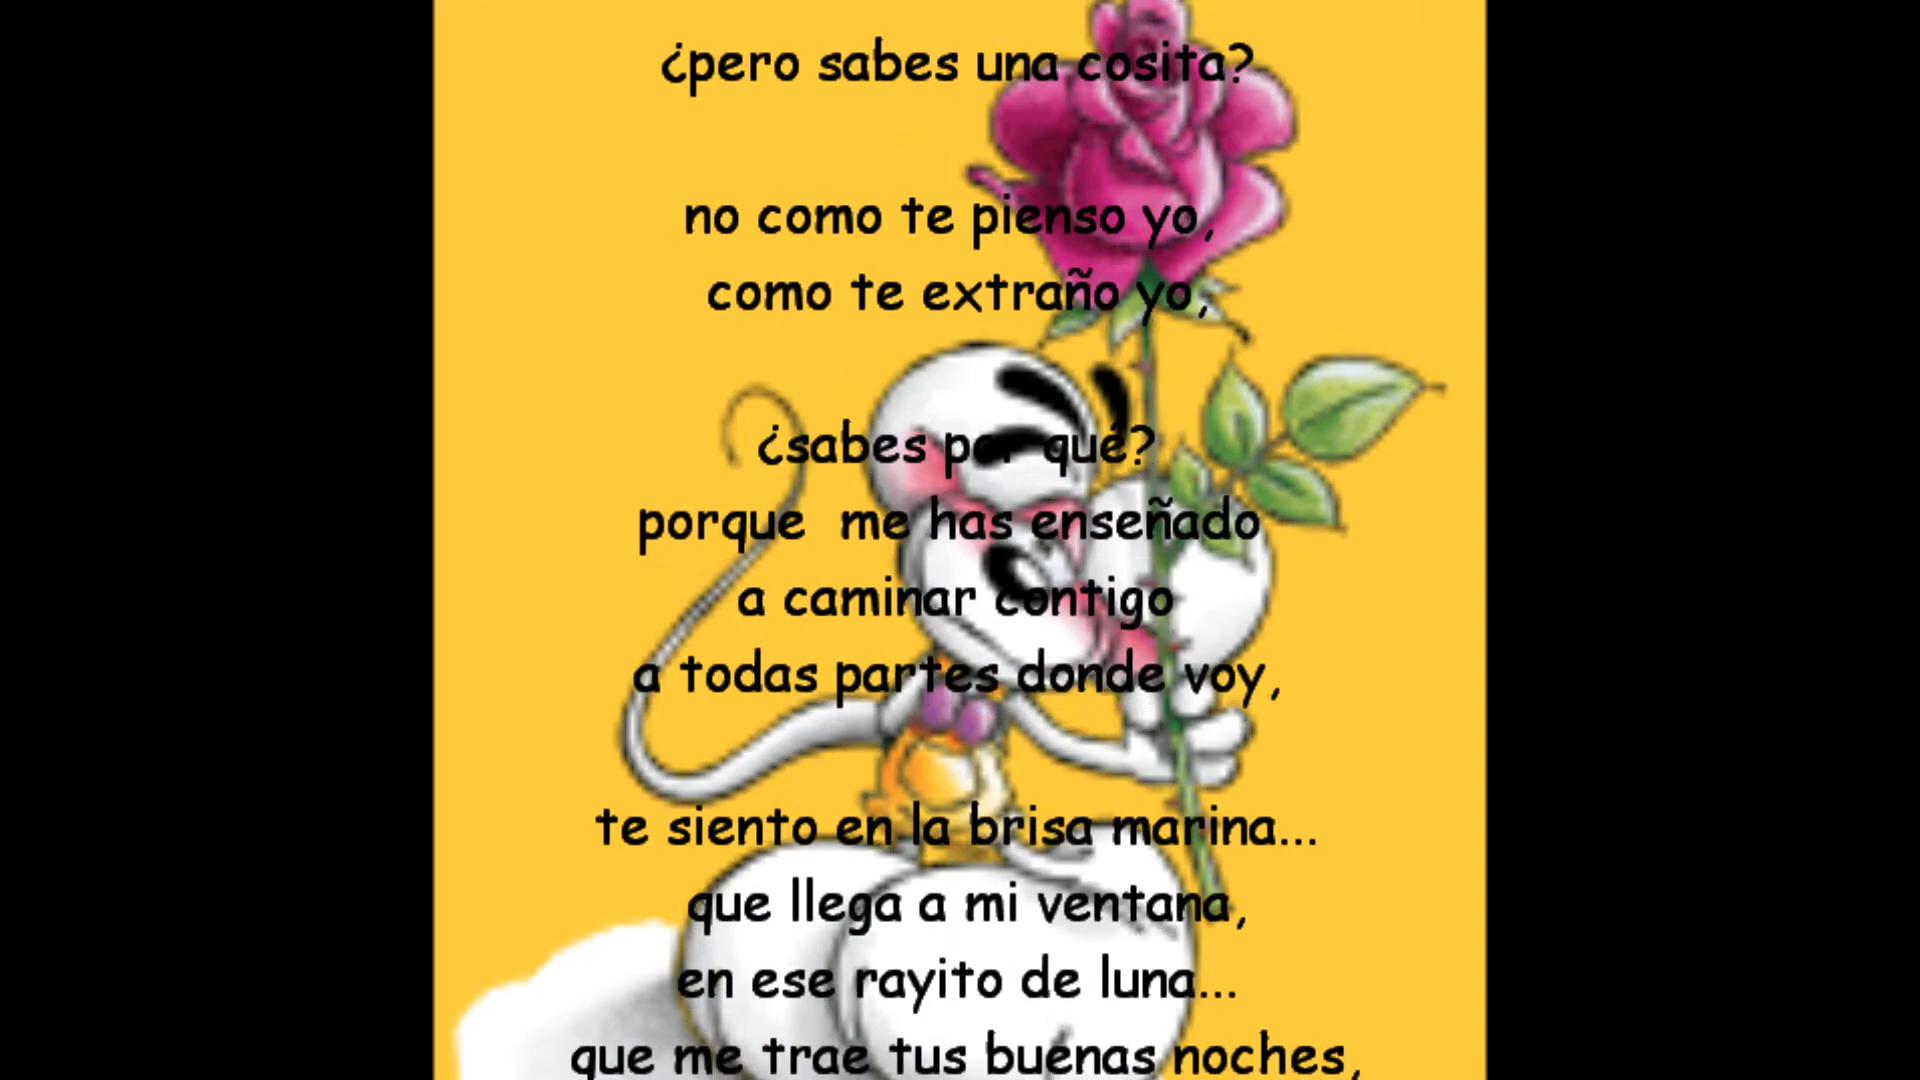 ¿pero sabes una cosita?
no como te pienso yo,
como te extraño yo,
¿sabes por qué?
porque  me has enseñado
a caminar contigo
a todas partes donde voy,
te siento en la brisa marina...
que llega a mi ventana,
en ese rayito de luna...
que me trae tus buenas noches,